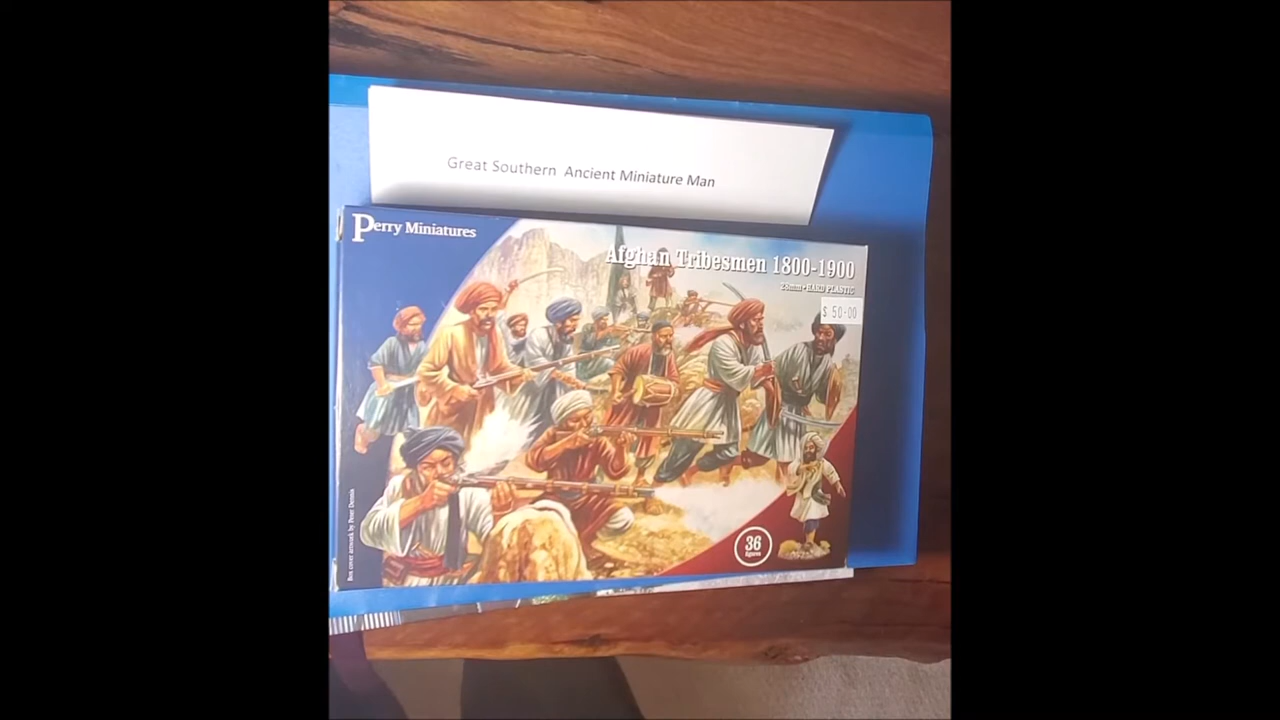 Great Southern Ancient Miniature Man
Perry Miniatures
Afghan Tribesmen 1800-1900
28mm • HARD PLASTIC
$ 50.00
36
figures
Box cover artwork by Peter Dennis